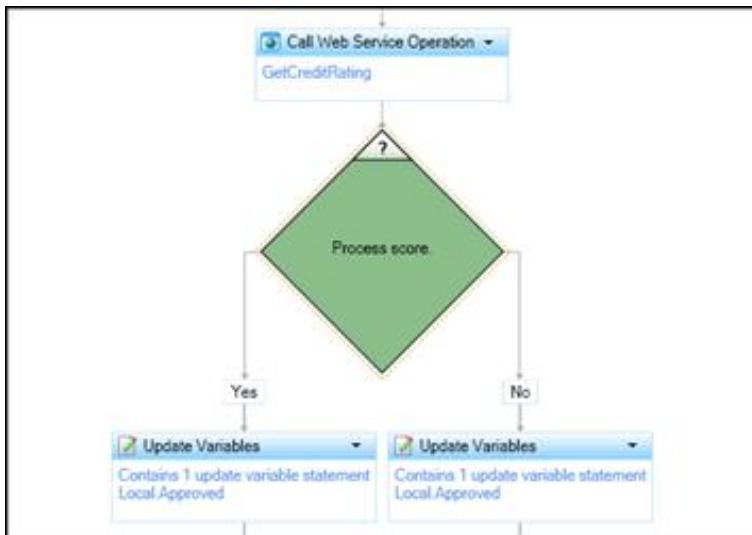 Call Web Service Operation
GetCreditRating
?
Process score.
Yes
No
Update Variables
Contains 1 update variable statement
Local.Approved
Update Variables
Contains 1 update variable statement
Local.Approved